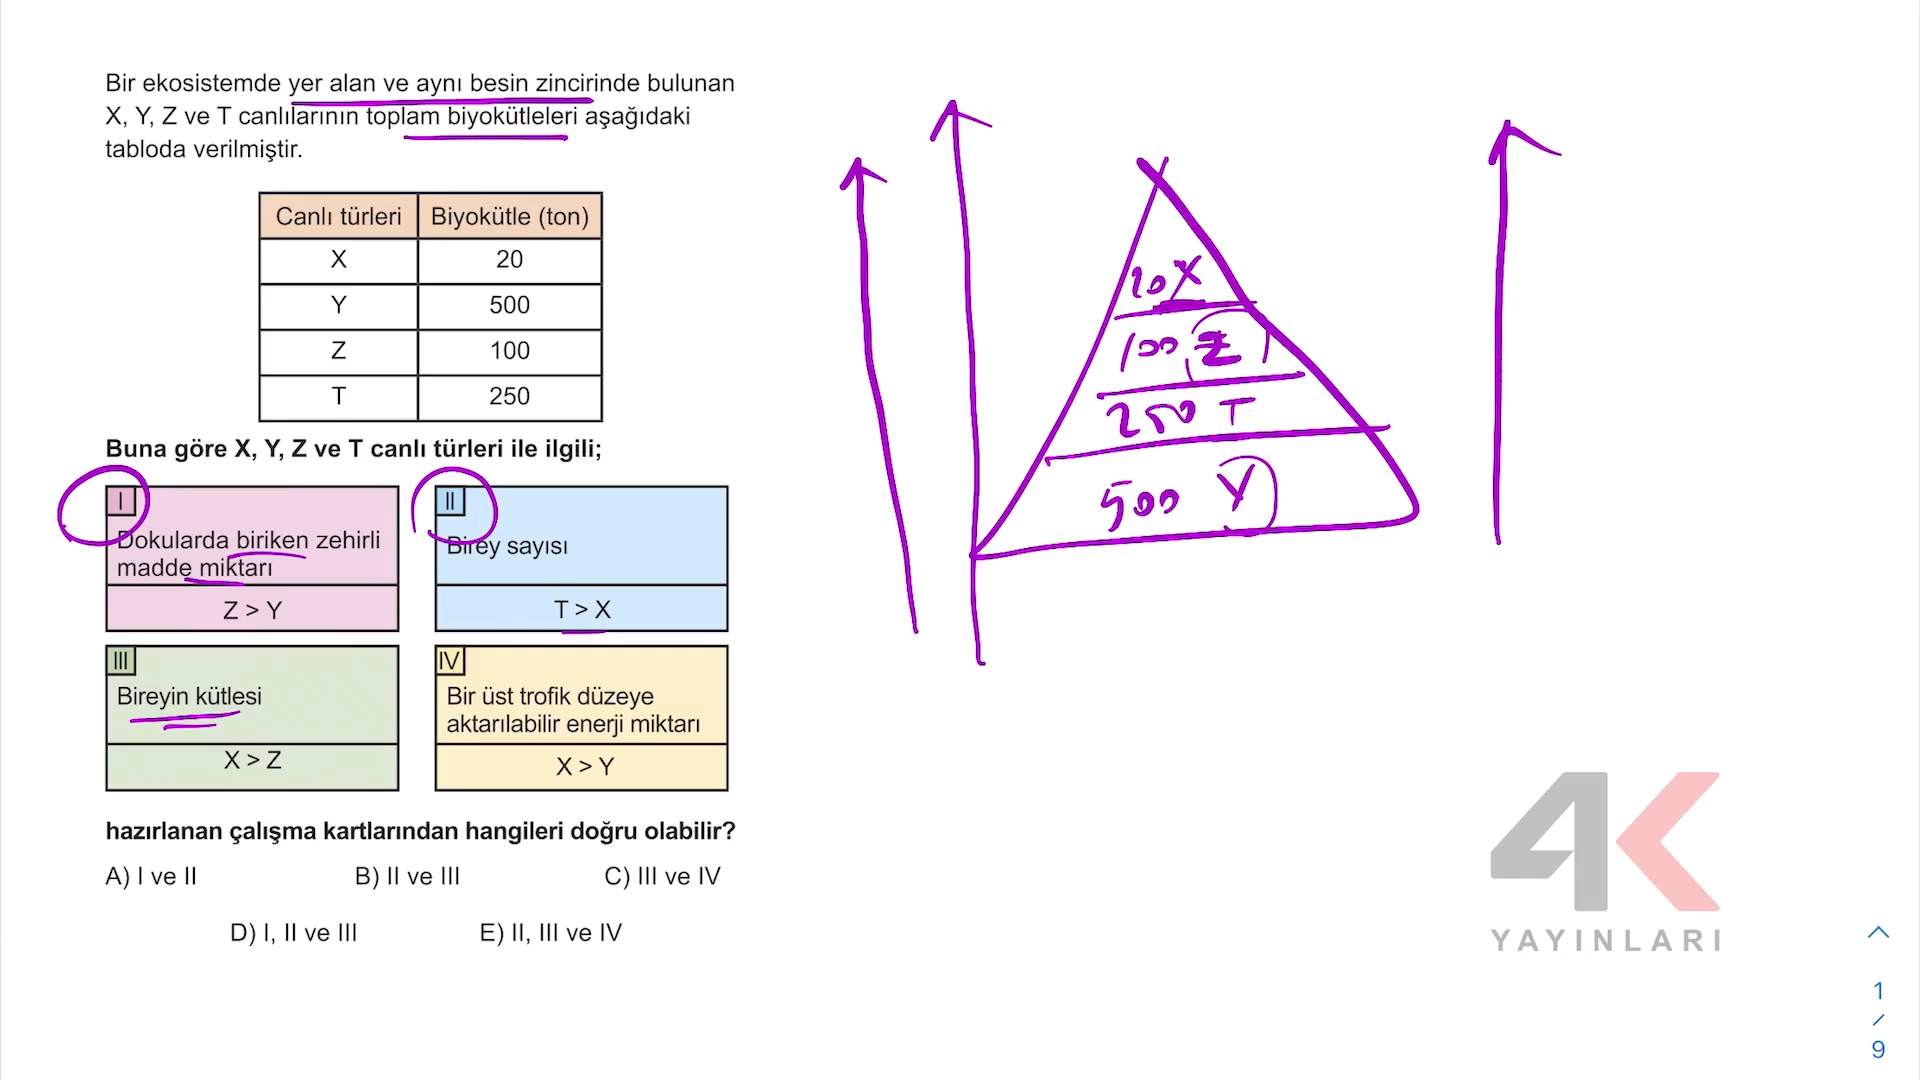 Bir ekosistemde yer alan ve aynı besin zincirinde bulunan
X, Y, Z ve T canlılarının toplam biyokütleleri aşağıdaki
tabloda verilmiştir.
Canlı türleri Biyokütle (ton)
X 20
Y 500
Z 100
T 250
Buna göre X, Y, Z ve T canlı türleri ile ilgili;
I
Dokularda biriken zehirli
madde miktarı
Z > Y
II
Birey sayısı
T > X
III
Bireyin kütlesi
X > Z
IV
Bir üst trofik düzeye
aktarılabilir enerji miktarı
X > Y
hazırlanan çalışma kartlarından hangileri doğru olabilir?
A) I ve II B) II ve III C) III ve IV
D) I, II ve III E) II, III ve IV
20 X
100 Z
250 T
500 Y
4K
YAYINLARI
1
/
9